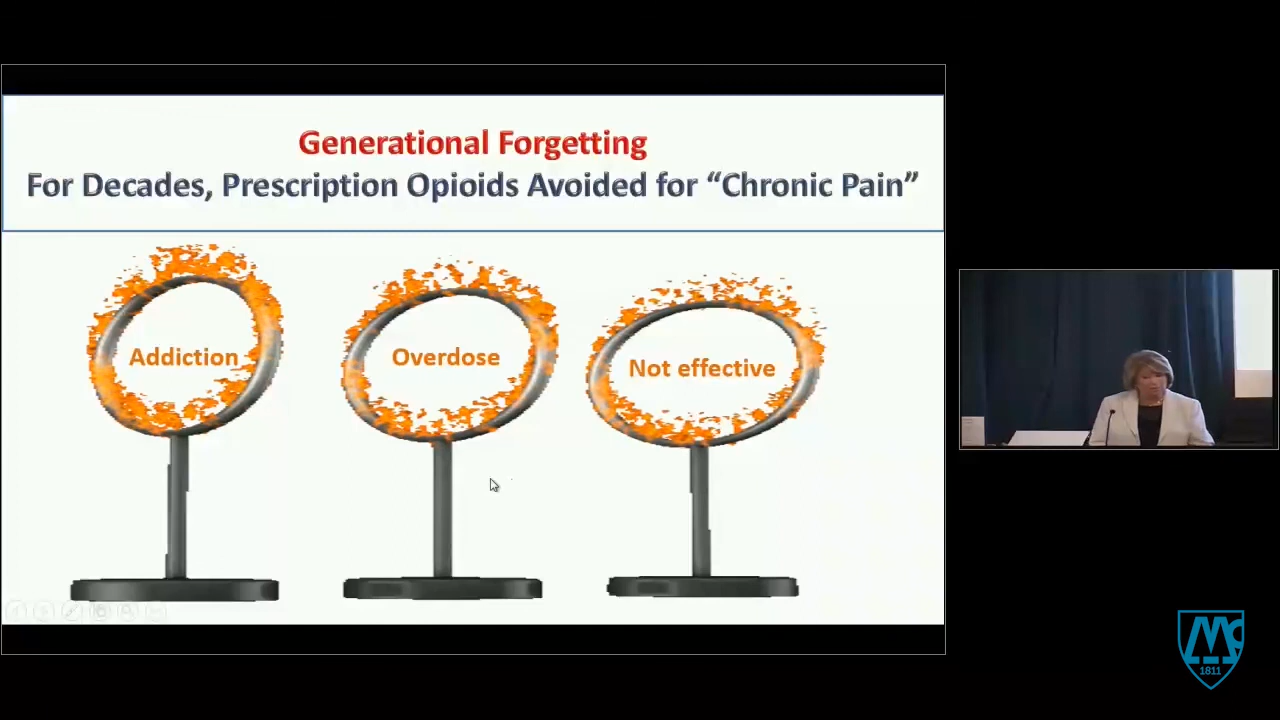 Generational Forgetting
For Decades, Prescription Opioids Avoided for “Chronic Pain”
Addiction
Overdose
Not effective
1811